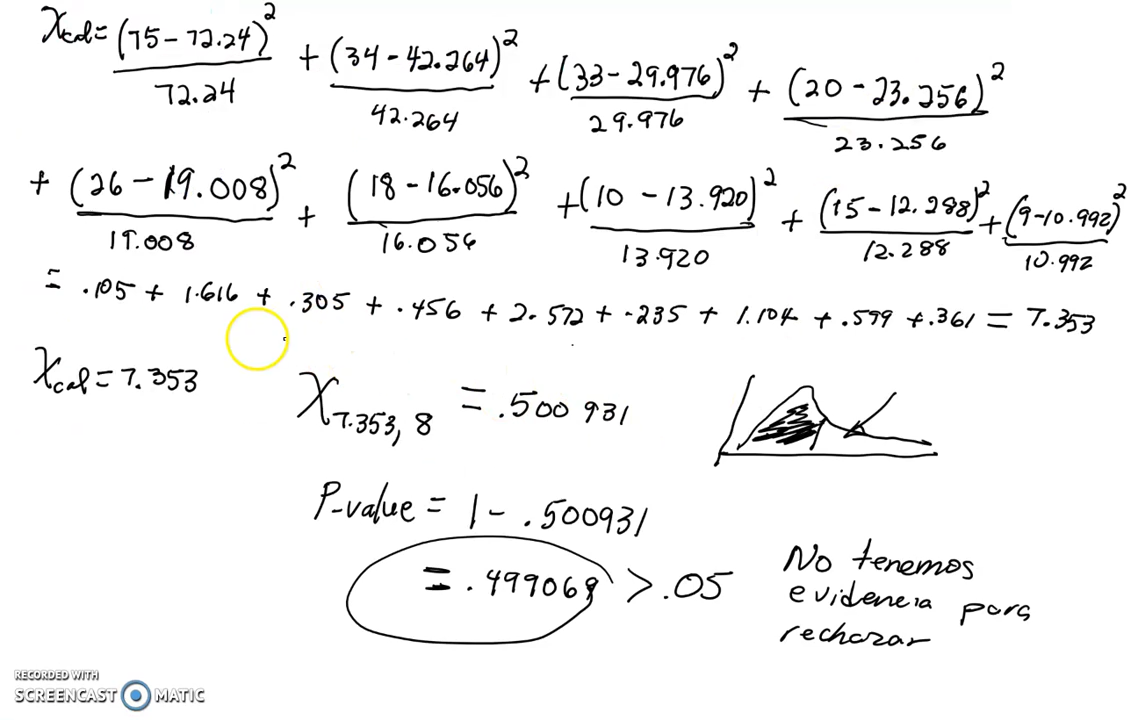 χcal = (75 - 72.24)² / 72.24 + (34 - 42.264)² / 42.264 + (33 - 29.976)² / 29.976 + (20 - 23.256)² / 23.256
+ (26 - 19.008)² / 19.008 + (18 - 16.056)² / 16.056 + (10 - 13.920)² / 13.920 + (15 - 12.288)² / 12.288 + (9 - 10.992)² / 10.992
= .105 + 1.616 + .305 + .456 + 2.572 + .235 + 1.104 + .599 + .361 = 7.353
χcal = 7.353
χ7.353, 8 = .500931
P-value = 1 - .500931
= .499069 > .05
No tenemos
evidencia para
rechazar
RECORDED WITH
SCREENCAST MATIC